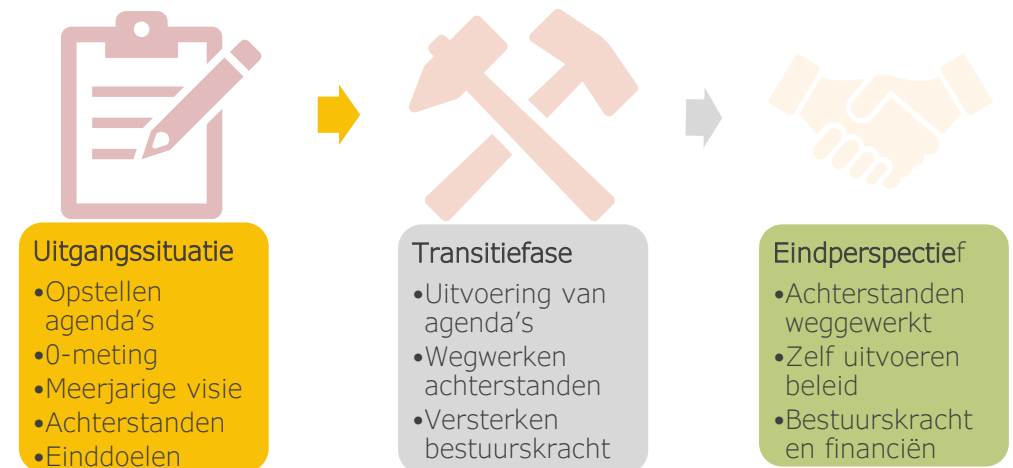 Uitgangssituatie
•Opstellen
agenda’s
•0-meting
•Meerjarige visie
•Achterstanden
•Einddoelen
Transitiefase
•Uitvoering van
agenda’s
•Wegwerken
achterstanden
•Versterken
bestuurskracht
Eindperspectief
•Achterstanden
weggewerkt
•Zelf uitvoeren
beleid
•Bestuurskracht
en financiën